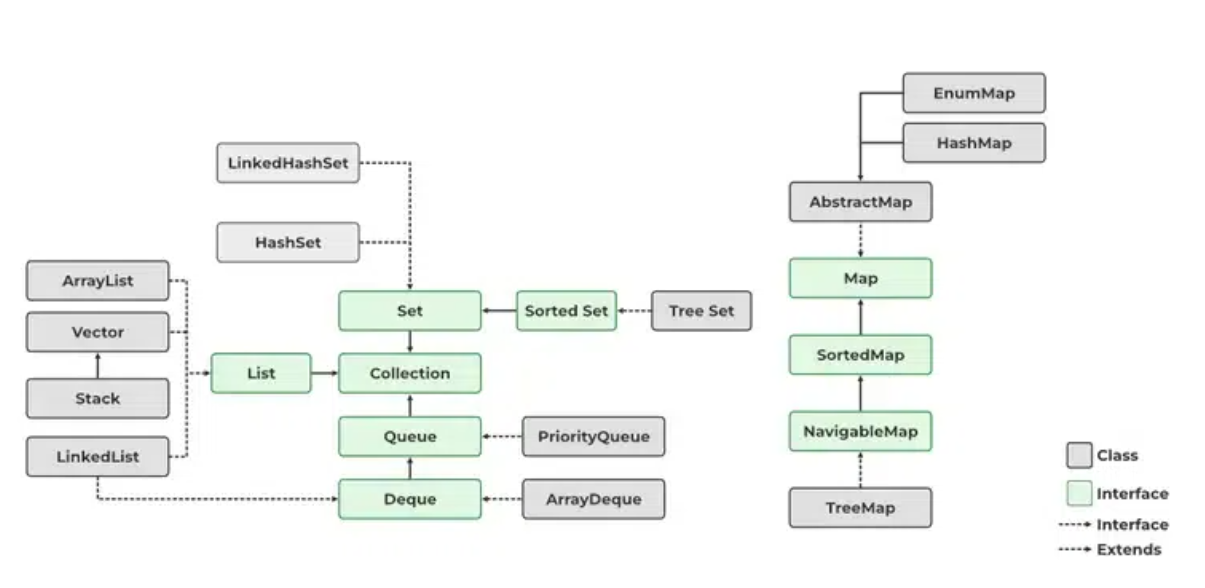 EnumMap
HashMap
LinkedHashSet
AbstractMap
HashSet
ArrayList
Map
Set
Sorted Set
Tree Set
Vector
SortedMap
List
Collection
Stack
NavigableMap
Queue
PriorityQueue
LinkedList
Class
Deque
ArrayDeque
Interface
TreeMap
Interface
Extends